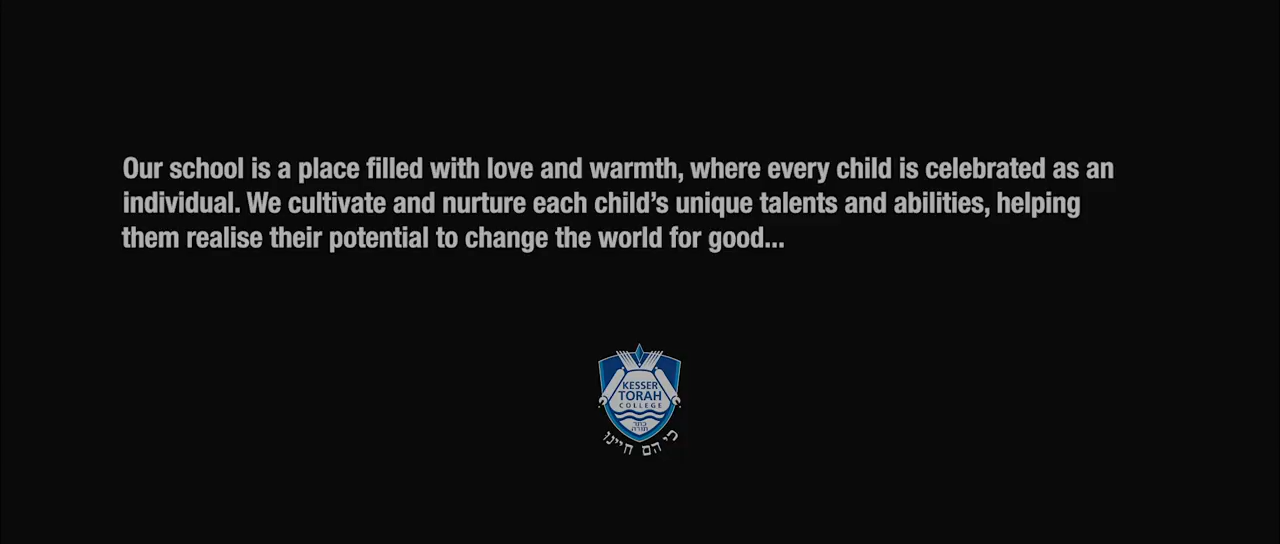 Our school is a place filled with love and warmth, where every child is celebrated as an
individual. We cultivate and nurture each child’s unique talents and abilities, helping
them realise their potential to change the world for good...
KESSER
TORAH
COLLEGE
כתר
תורה
כי הם חיינו